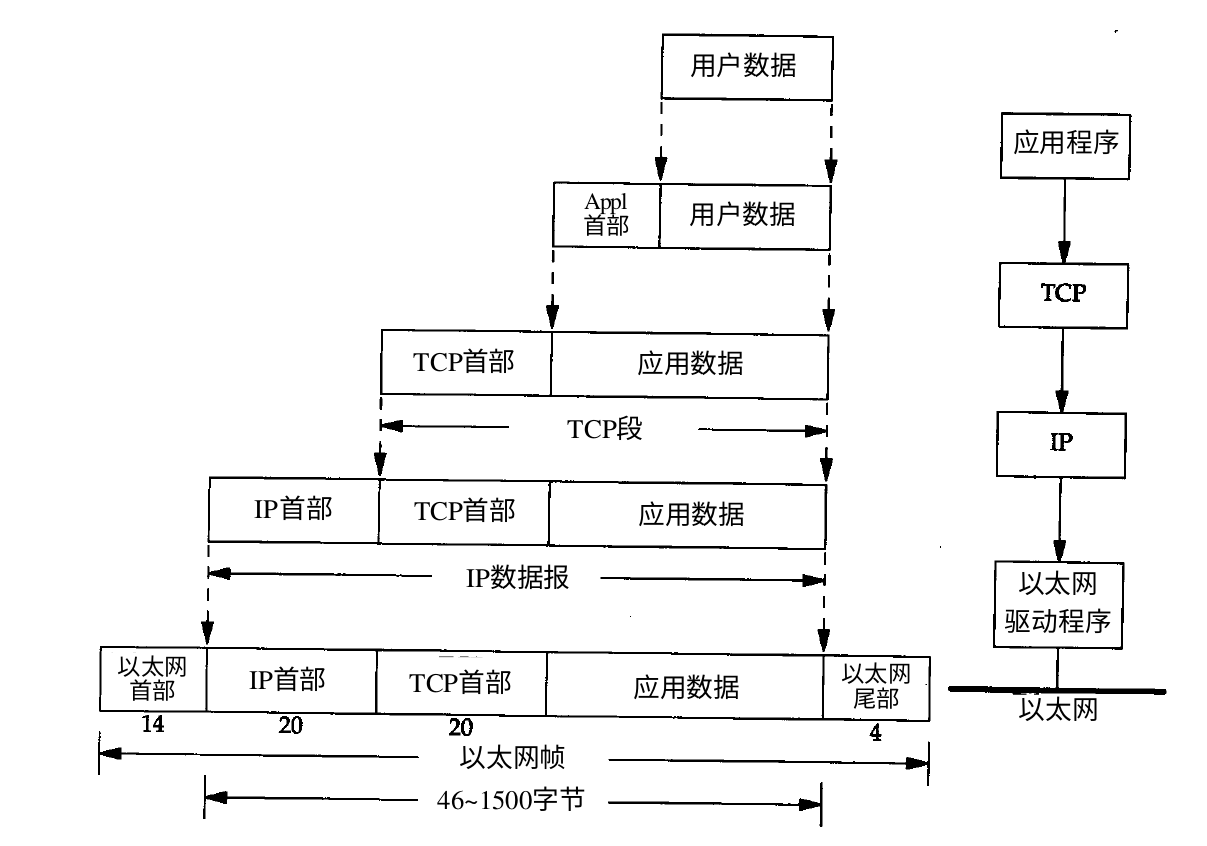 用户数据
应用程序
Appl
首部
用户数据
TCP
TCP首部
应用数据
TCP段
IP
IP首部
TCP首部
应用数据
IP数据报
以太网
驱动程序
以太网
首部
IP首部
TCP首部
应用数据
以太网
尾部
以太网
14
20
20
4
以太网帧
46~1500字节